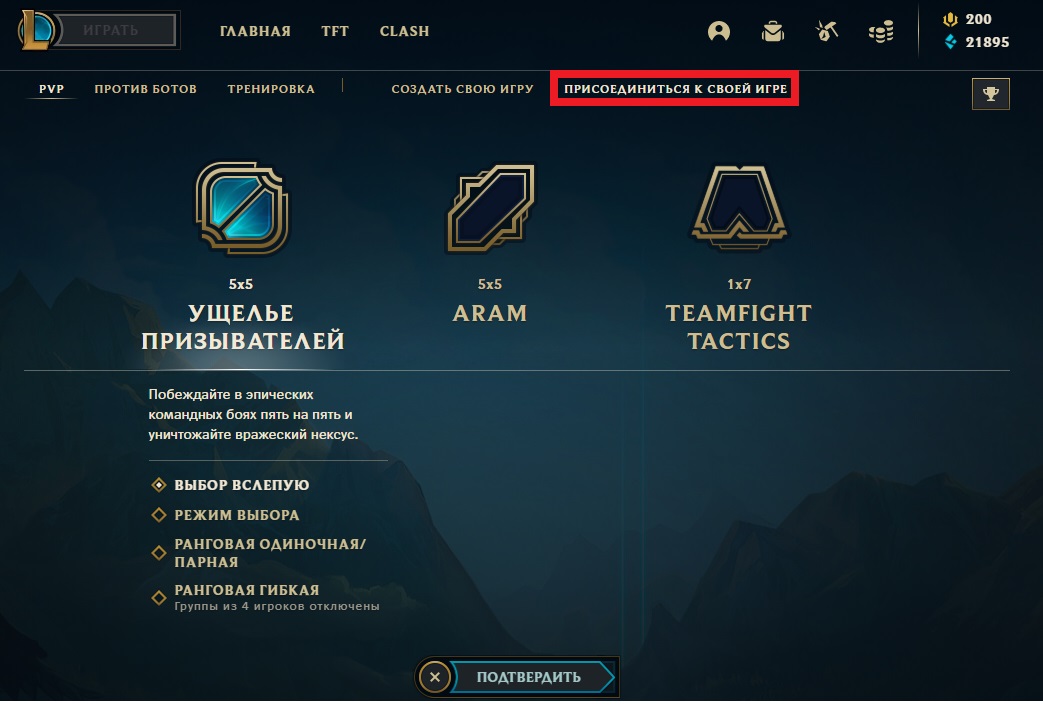 ИГРАТЬ
ГЛАВНАЯ
TFT
CLASH
200
21895
PVP
ПРОТИВ БОТОВ
ТРЕНИРОВКА
СОЗДАТЬ СВОЮ ИГРУ
ПРИСОЕДИНИТЬСЯ К СВОЕЙ ИГРЕ
5x5
УЩЕЛЬЕ
ПРИЗЫВАТЕЛЕЙ
5x5
ARAM
1x7
TEAMFIGHT
TACTICS
Побеждайте в эпических
командных боях пять на пять и
уничтожайте вражеский нексус.
ВЫБОР ВСЛЕПУЮ
РЕЖИМ ВЫБОРА
РАНГОВАЯ ОДИНОЧНАЯ/
ПАРНАЯ
РАНГОВАЯ ГИБКАЯ
Группы из 4 игроков отключены
ПОДТВЕРДИТЬ